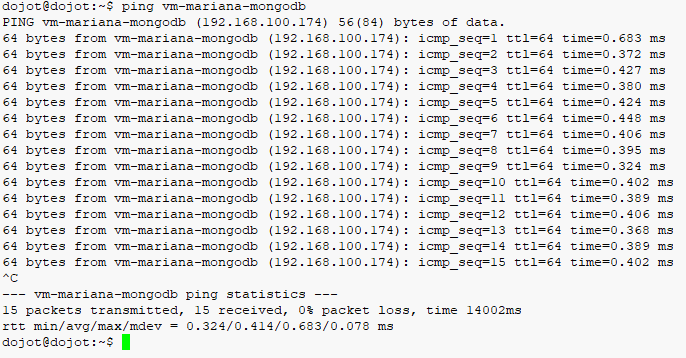 dojot@dojot:~$ ping vm-mariana-mongodb
PING vm-mariana-mongodb (192.168.100.174) 56(84) bytes of data.
64 bytes from vm-mariana-mongodb (192.168.100.174): icmp_seq=1 ttl=64 time=0.683 ms
64 bytes from vm-mariana-mongodb (192.168.100.174): icmp_seq=2 ttl=64 time=0.372 ms
64 bytes from vm-mariana-mongodb (192.168.100.174): icmp_seq=3 ttl=64 time=0.427 ms
64 bytes from vm-mariana-mongodb (192.168.100.174): icmp_seq=4 ttl=64 time=0.380 ms
64 bytes from vm-mariana-mongodb (192.168.100.174): icmp_seq=5 ttl=64 time=0.424 ms
64 bytes from vm-mariana-mongodb (192.168.100.174): icmp_seq=6 ttl=64 time=0.448 ms
64 bytes from vm-mariana-mongodb (192.168.100.174): icmp_seq=7 ttl=64 time=0.406 ms
64 bytes from vm-mariana-mongodb (192.168.100.174): icmp_seq=8 ttl=64 time=0.395 ms
64 bytes from vm-mariana-mongodb (192.168.100.174): icmp_seq=9 ttl=64 time=0.324 ms
64 bytes from vm-mariana-mongodb (192.168.100.174): icmp_seq=10 ttl=64 time=0.402 ms
64 bytes from vm-mariana-mongodb (192.168.100.174): icmp_seq=11 ttl=64 time=0.389 ms
64 bytes from vm-mariana-mongodb (192.168.100.174): icmp_seq=12 ttl=64 time=0.406 ms
64 bytes from vm-mariana-mongodb (192.168.100.174): icmp_seq=13 ttl=64 time=0.368 ms
64 bytes from vm-mariana-mongodb (192.168.100.174): icmp_seq=14 ttl=64 time=0.389 ms
64 bytes from vm-mariana-mongodb (192.168.100.174): icmp_seq=15 ttl=64 time=0.402 ms
^C
--- vm-mariana-mongodb ping statistics ---
15 packets transmitted, 15 received, 0% packet loss, time 14002ms
rtt min/avg/max/mdev = 0.324/0.414/0.683/0.078 ms
dojot@dojot:~$